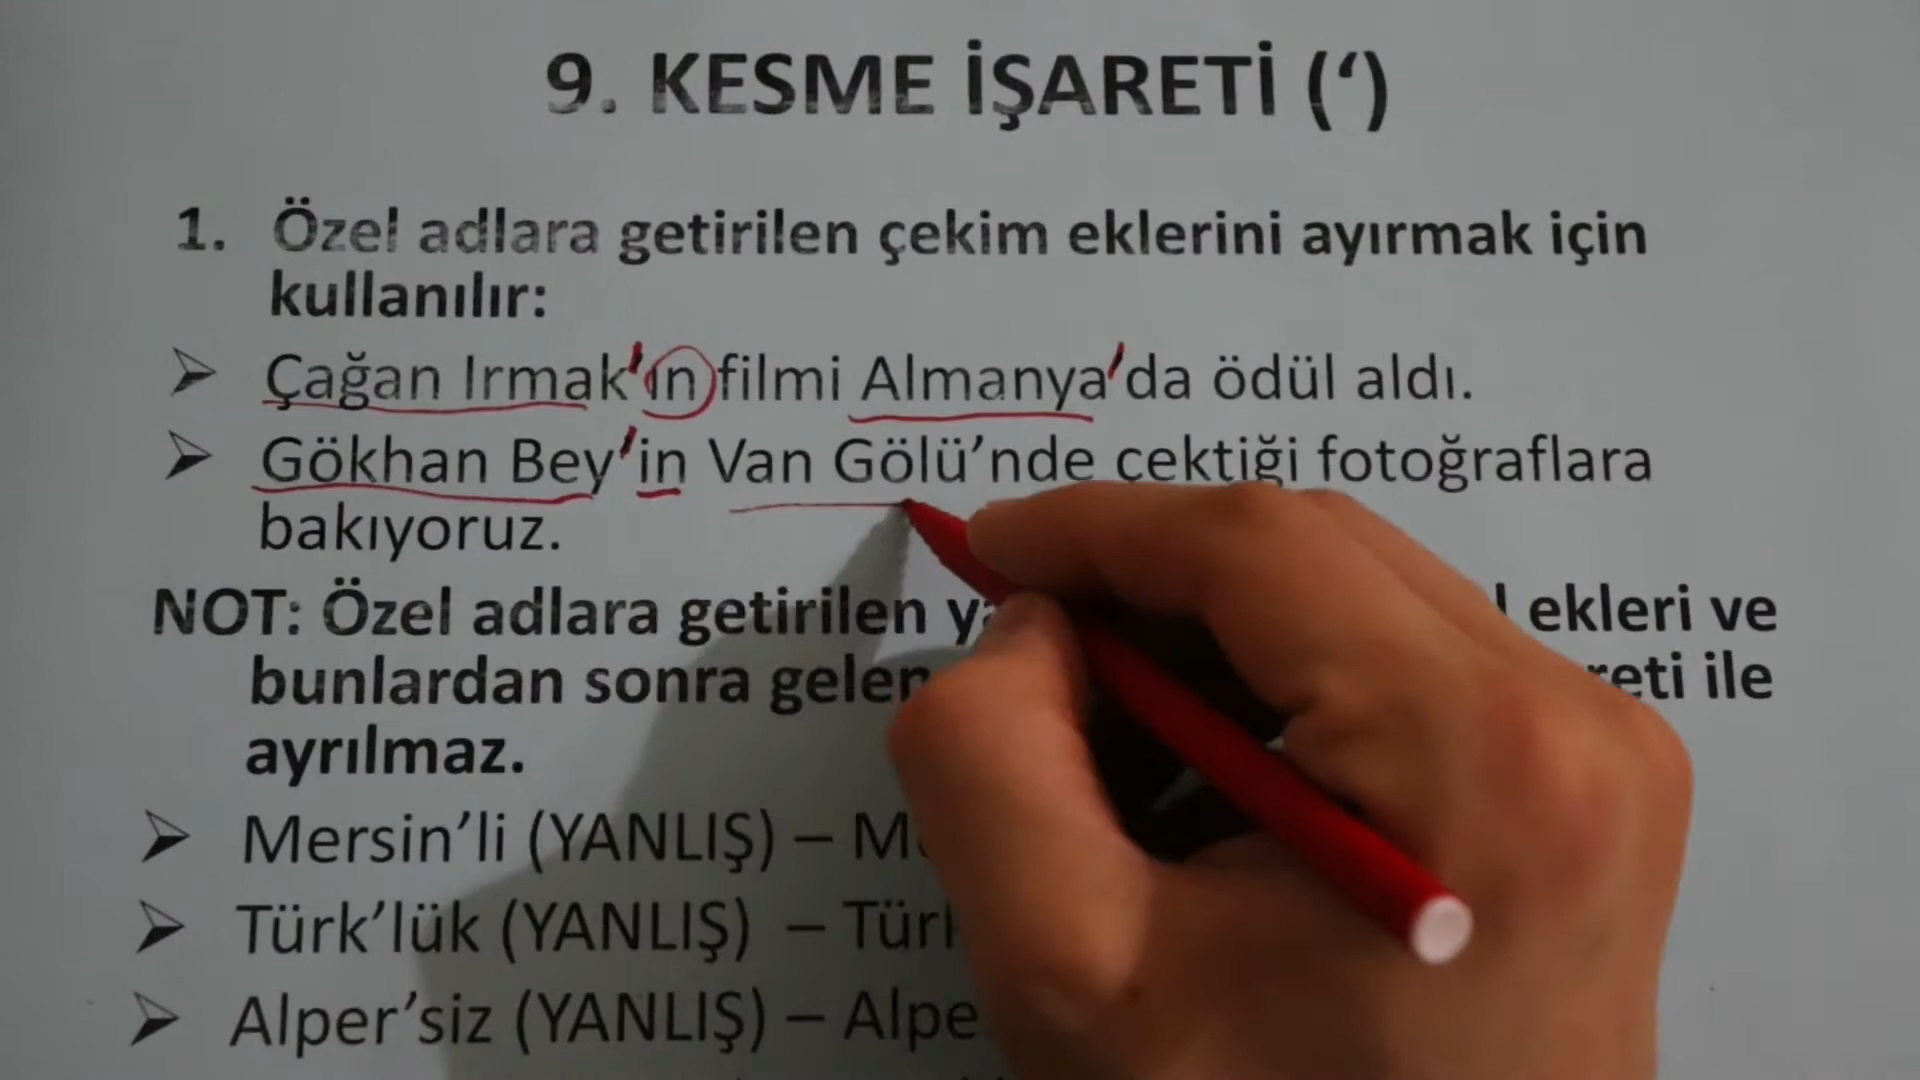 9. KESME İŞARETİ (‘)
1. Özel adlara getirilen çekim eklerini ayırmak için
kullanılır:
➢ Çağan Irmak’ın filmi Almanya’da ödül aldı.
➢ Gökhan Bey’in Van Gölü’nde çektiği fotoğraflara
bakıyoruz.
NOT: Özel adlara getirilen ekleri ve
bunlardan sonra gelen ile
ayrılmaz.
➢ Mersin’li (YANLIŞ) –
➢ Türk’lük (YANLIŞ) –
➢ Alper’siz (YANLIŞ) –